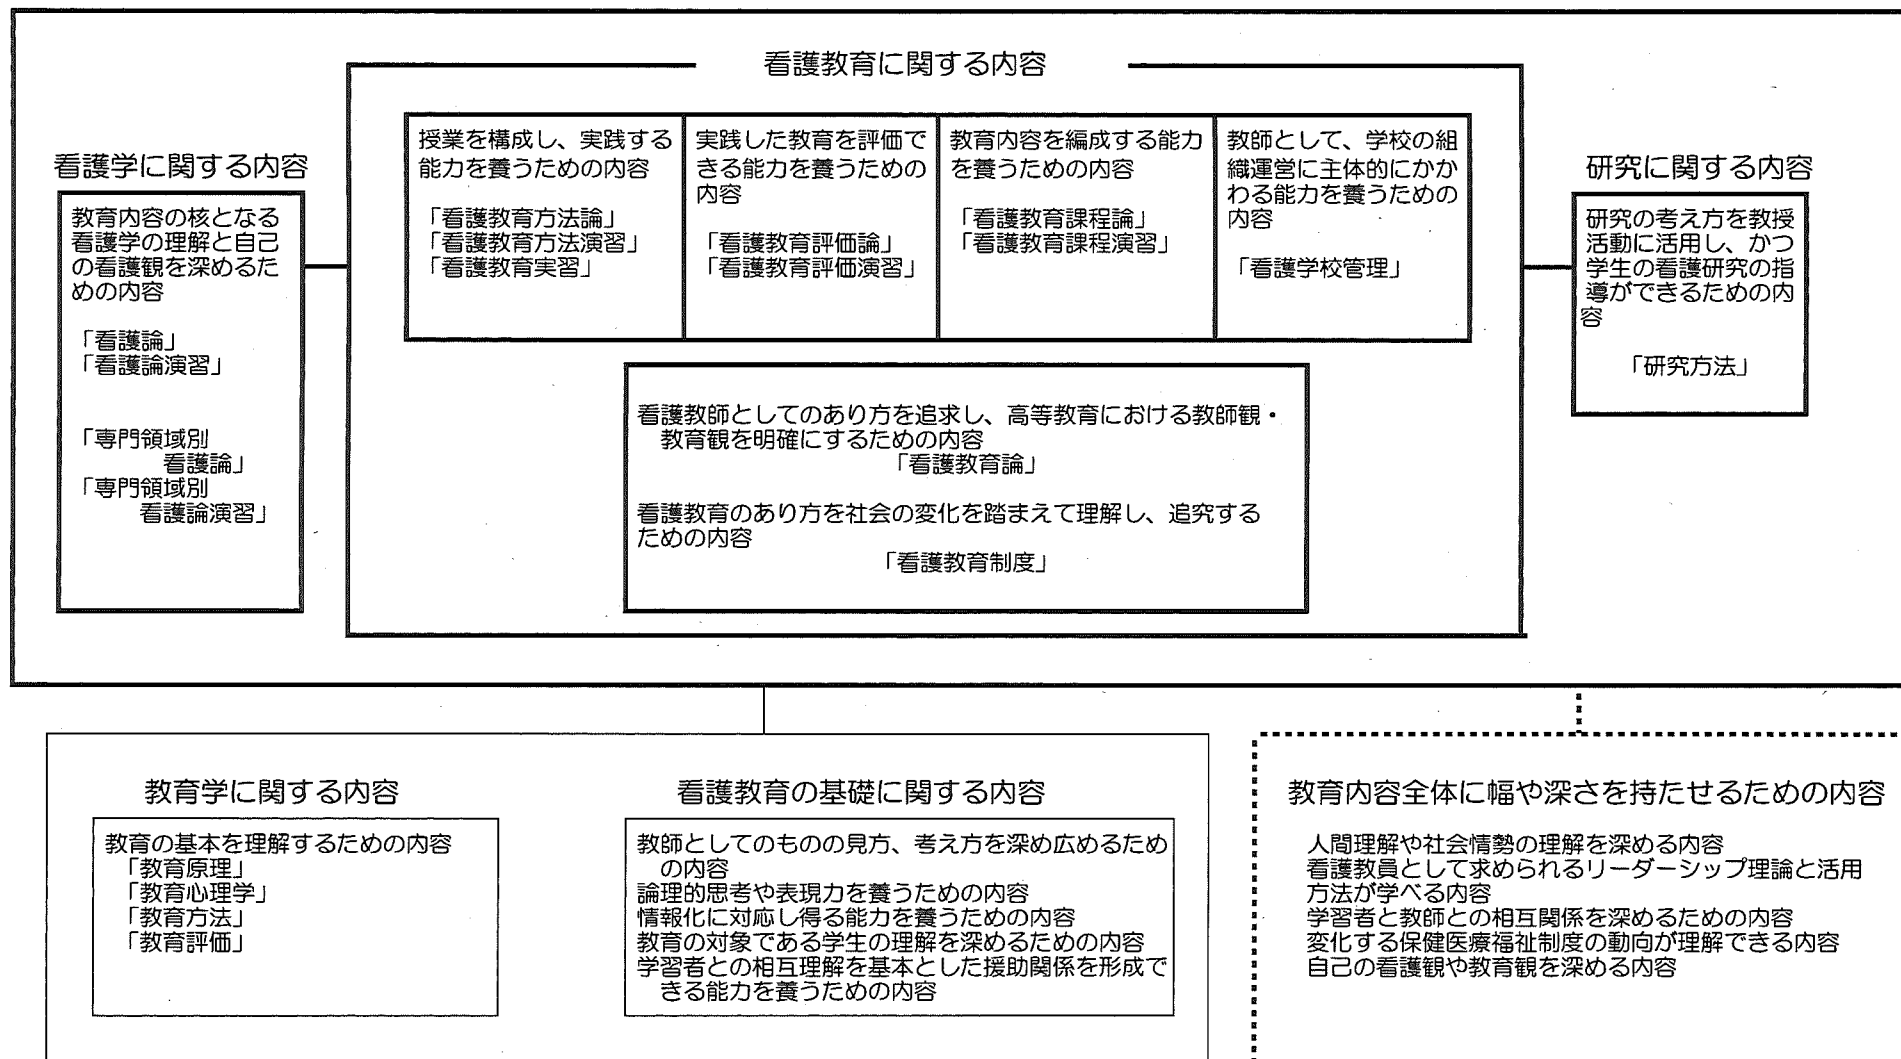 看護教育に関する内容
看護学に関する内容
教育内容の核となる
看護学の理解と自己
の看護観を深めるた
めの内容
「看護論」
「看護論演習」
「専門領域別
看護論」
「専門領域別
看護論演習」
授業を構成し、実践する
能力を養うための内容
「看護教育方法論」
「看護教育方法演習」
「看護教育実習」
実践した教育を評価で
きる能力を養うための
内容
「看護教育評価論」
「看護教育評価演習」
教育内容を編成する能力
を養うための内容
「看護教育課程論」
「看護教育課程演習」
教師として、学校の組
織運営に主体的にかか
わる能力を養うための
内容
「看護学校管理」
看護教師としてのあり方を追求し、高等教育における教師観・
教育観を明確にするための内容
「看護教育論」
看護教育のあり方を社会の変化を踏まえて理解し、追究する
ための内容
「看護教育制度」
研究に関する内容
研究の考え方を教授
活動に活用し、かつ
学生の看護研究の指
導ができるための内
容
「研究方法」
教育学に関する内容
教育の基本を理解するための内容
「教育原理」
「教育心理学」
「教育方法」
「教育評価」
看護教育の基礎に関する内容
教師としてのものの見方、考え方を深め広めるため
の内容
論理的思考や表現力を養うための内容
情報化に対応し得る能力を養うための内容
教育の対象である学生の理解を深めるための内容
学習者との相互理解を基本とした援助関係を形成で
きる能力を養うための内容
教育内容全体に幅や深さを持たせるための内容
人間理解や社会情勢の理解を深める内容
看護教員として求められるリーダーシップ理論と活用
方法が学べる内容
学習者と教師との相互関係を深めるための内容
変化する保健医療福祉制度の動向が理解できる内容
自己の看護観や教育観を深める内容